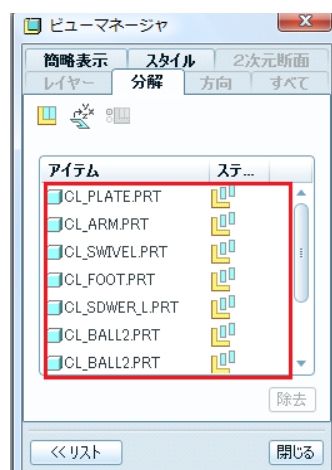 ビューマネージャ
簡略表示 スタイル 2次元断面
レイヤー 分解 方向 すべて
アイテム ステ...
CL_PLATE.PRT
CL_ARM.PRT
CL_SWIVEL.PRT
CL_FOOT.PRT
CL_SDWER_L.PRT
CL_BALL2.PRT
CL_BALL2.PRT
除去
<< リスト 閉じる